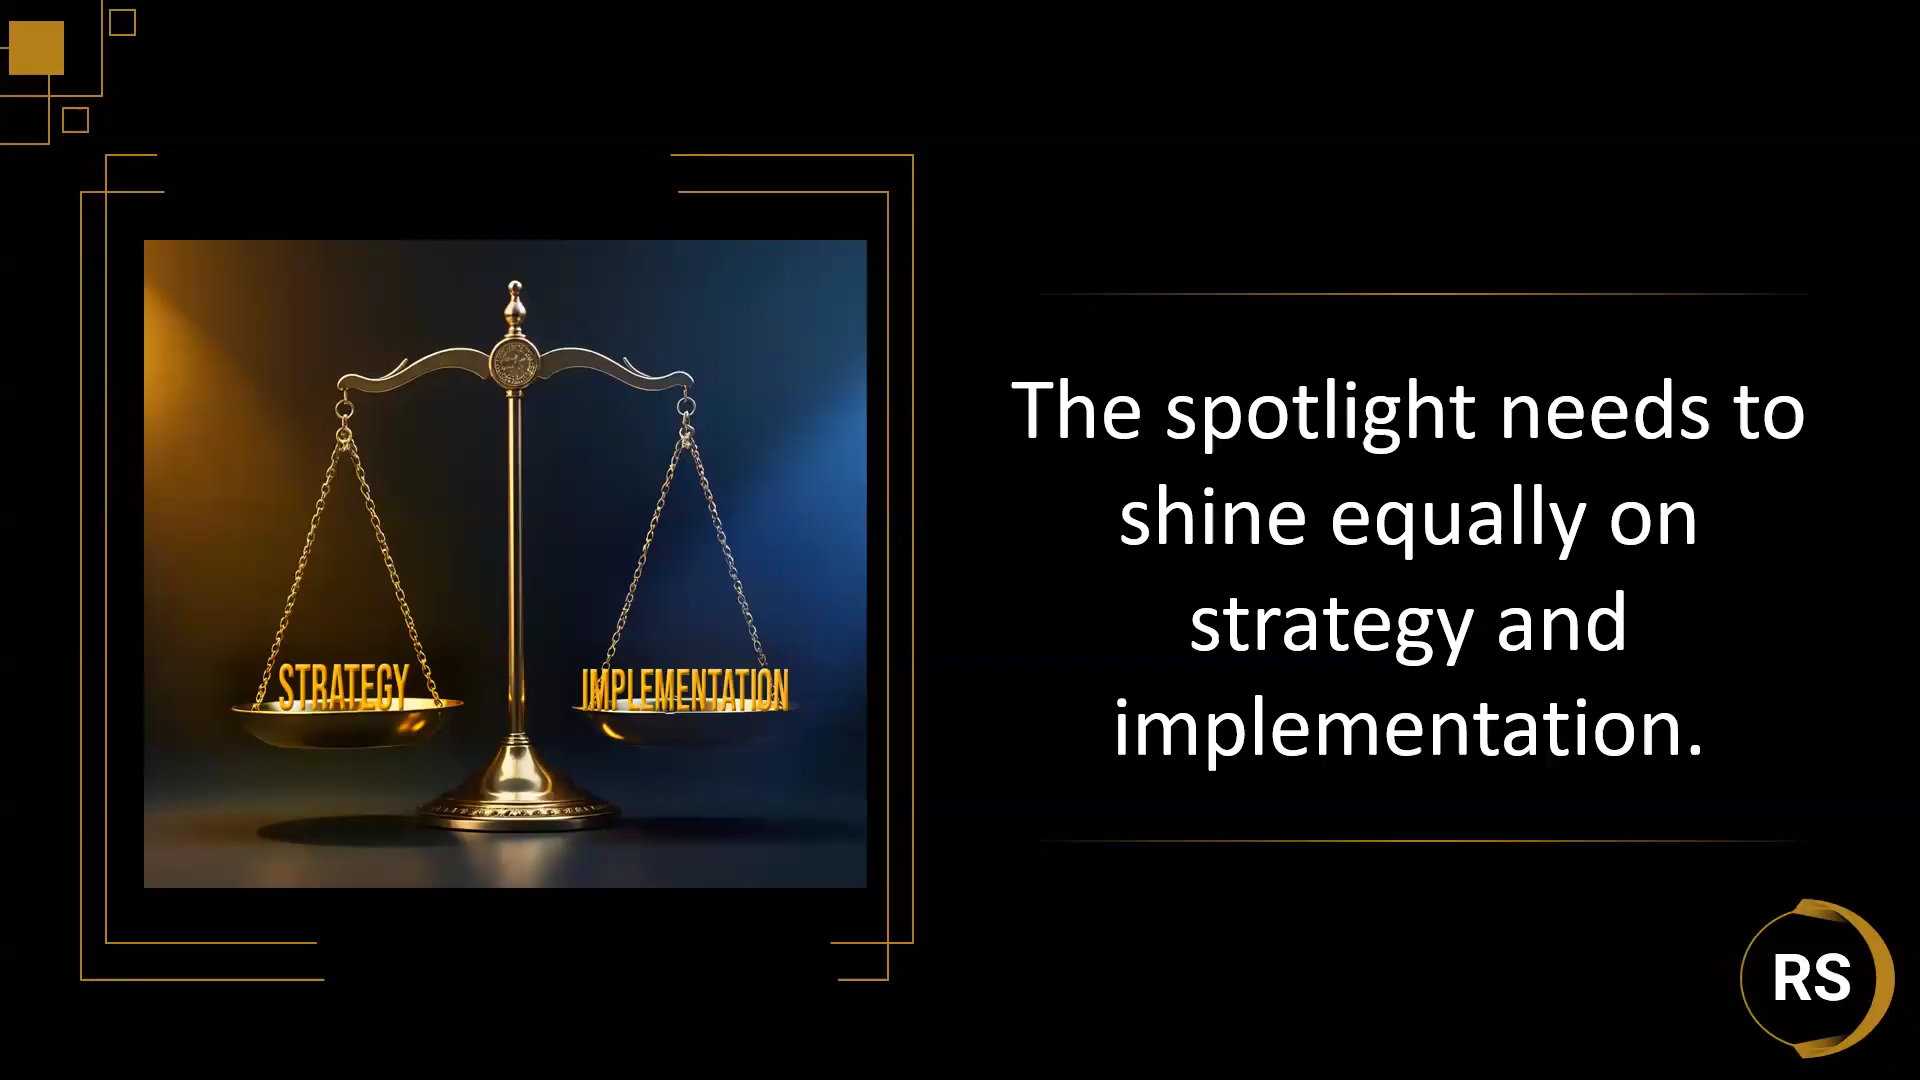 STRATEGY
IMPLEMENTATION
The spotlight needs to
shine equally on
strategy and
implementation.
RS